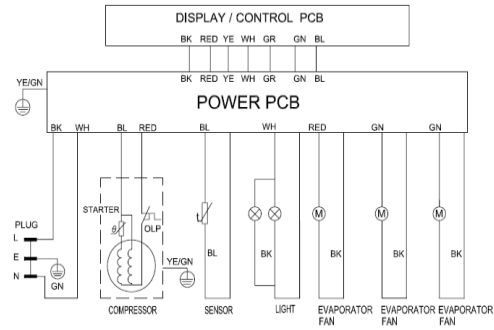 DISPLAY / CONTROL PCB
BK RED YE WH GR GN BL
BK RED YE WH GR GN BL
YE/GN
POWER PCB
BK WH BL RED BL WH RED GN GN
STARTER
θ
OLP
PLUG
L
E
N
GN
YE/GN
M M M
BL BK BK BK BK
COMPRESSOR SENSOR LIGHT EVAPORATOR FAN EVAPORATOR FAN EVAPORATOR FAN